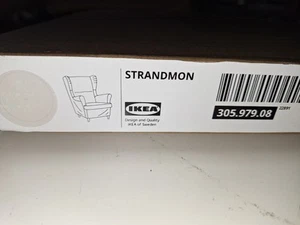 STRANDMON
IKEA
Design and Quality
IKEA of Sweden
305.979.08